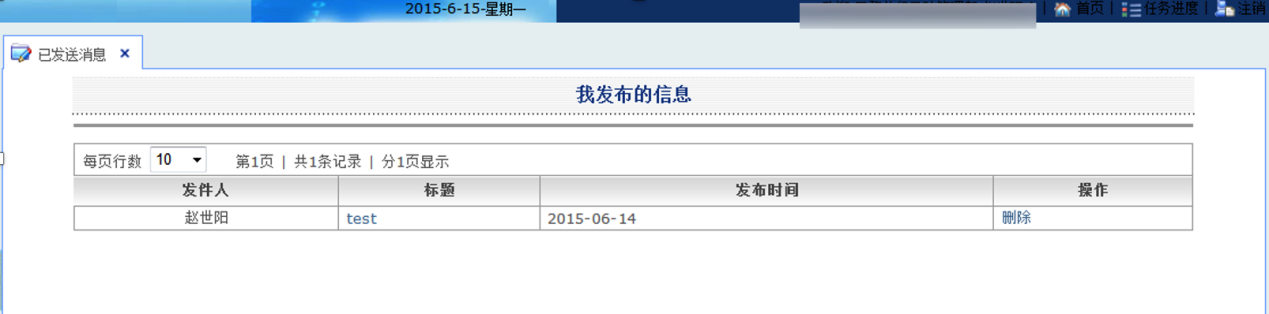 2015-6-15-星期一 | 首页 | 任务进度 | 注销
已发送消息 ×
我发布的信息
每页行数 10 第1页 | 共1条记录 | 分1页显示
发件人 标题 发布时间 操作
赵世阳 test 2015-06-14 删除